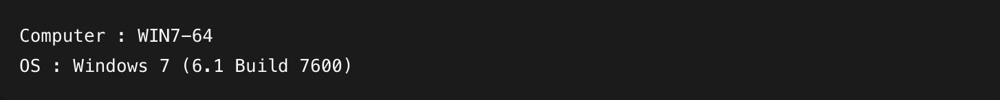 Computer : WIN7-64
OS : Windows 7 (6.1 Build 7600)